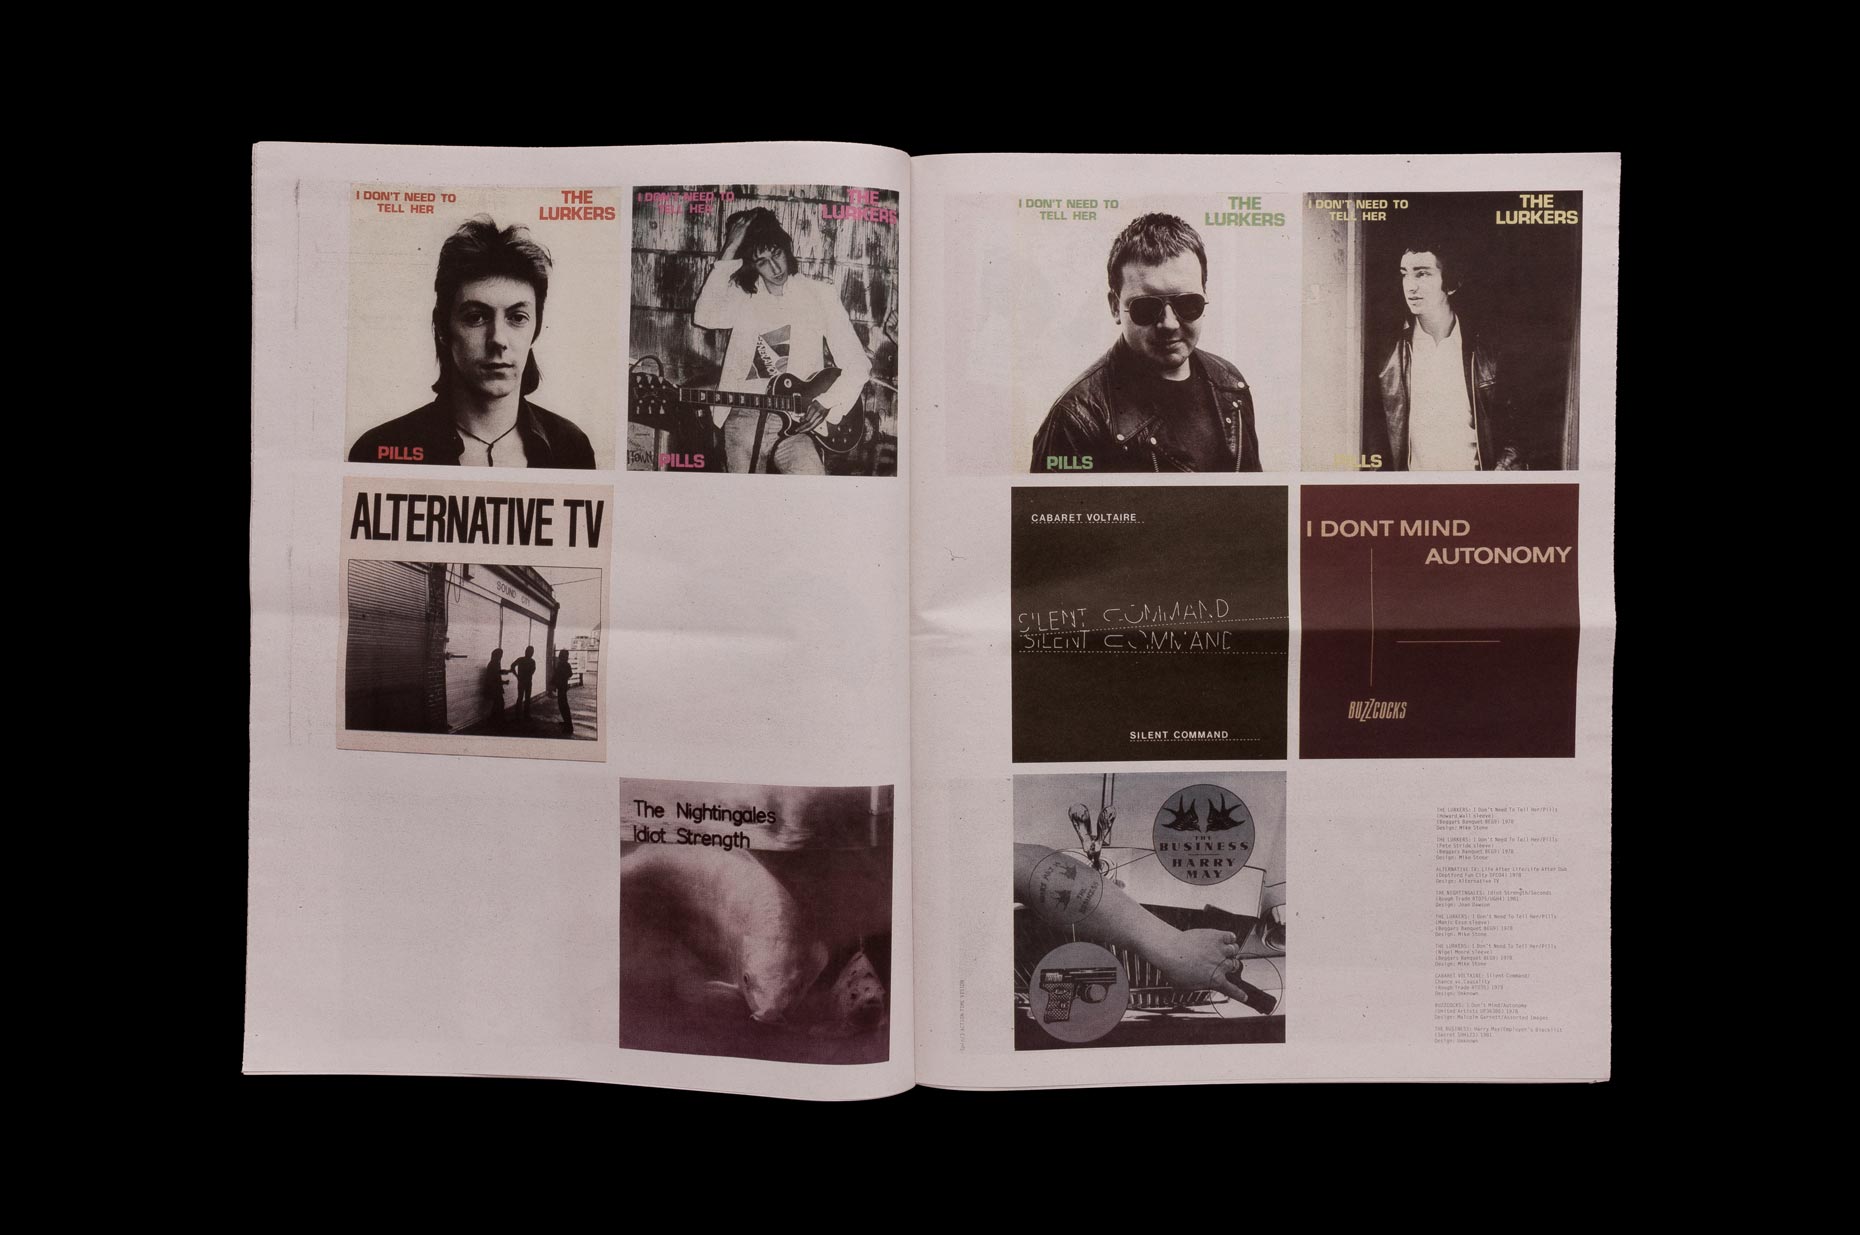 I DON'T NEED TO
TELL HER
THE
LURKERS
PILLS
I DON'T NEED TO
TELL HER
THE
LURKERS
PILLS
ALTERNATIVE TV
SOUND CITY
The Nightingales
Idiot Strength
I DON'T NEED TO
TELL HER
THE
LURKERS
PILLS
I DON'T NEED TO
TELL HER
THE
LURKERS
PILLS
CABARET VOLTAIRE
SILENT COMMAND
SILENT COMMAND
SILENT COMMAND
I DONT MIND
AUTONOMY
BUZZCOCKS
THE
BUSINESS
HARRY
MAY
THE LURKERS: I Don't Need To Tell Her/Pills
(Howard Wall sleeve)
(Beggars Banquet BEG9) 1978
Design: Mike Stone
THE LURKERS: I Don't Need To Tell Her/Pills
(Pete Stride sleeve)
(Beggars Banquet BEG9) 1978
Design: Mike Stone
ALTERNATIVE TV: Life After Life/Life After Dub
(Deptford Fun City DFC04) 1978
Design: Alternative TV
THE NIGHTINGALES: Idiot Strength/Seconds
(Rough Trade RT075/UGH4) 1981
Design: Joan Dawson
THE LURKERS: I Don't Need To Tell Her/Pills
(Manic Esso sleeve)
(Beggars Banquet BEG9) 1978
Design: Mike Stone
THE LURKERS: I Don't Need To Tell Her/Pills
(Nigel Moore sleeve)
(Beggars Banquet BEG9) 1978
Design: Mike Stone
CABARET VOLTAIRE: Silent Command/
Chance vs Causality
(Rough Trade RT035) 1979
Design: Unknown
BUZZCOCKS: I Don't Mind/Autonomy
(United Artists UP36386) 1978
Design: Malcolm Garrett/Assorted Images
THE BUSINESS: Harry May/Employer's Blacklist
(Secret SHH123) 1981
Design: Unknown
ACTION TIME VISION